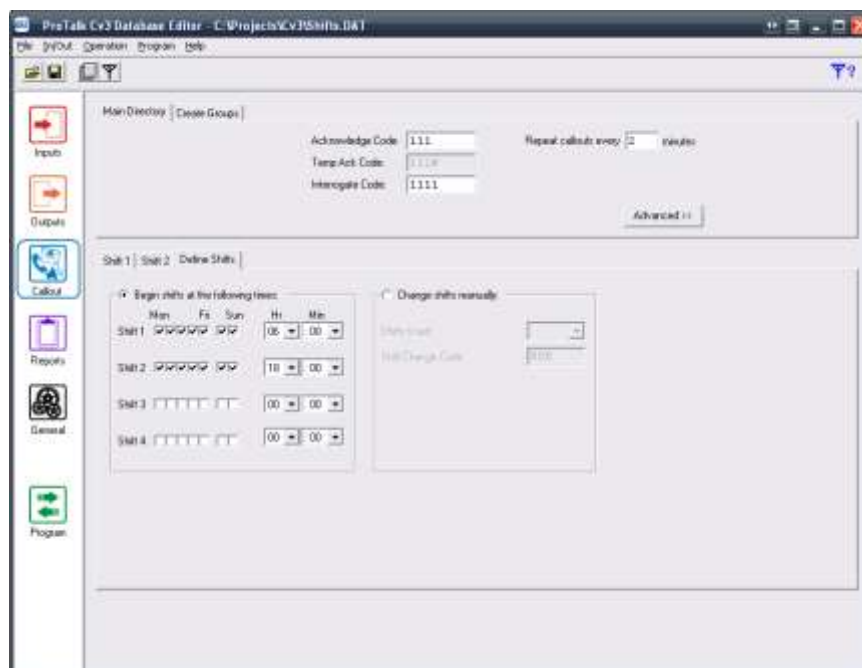 ProTalk Cv3 Database Editor - C:\Projects\Cv3\Shifts.DAT
File In/Out Operation Program Help
Main Directory Create Groups
Inputs
Acknowledge Code: 111 Repeat callouts every 2 minutes
Temp Ack Code:
Interrogate Code: 1111
Outputs
Advanced >>
Callout
Shift 1 Shift 2 Define Shifts
Begin shifts at the following times: Change shifts manually
Mon Fri Sun Hr Min
Shift 1 06 00
Shift 2 18 00
Shift Change Code:
Reports
Shift 3 00 00
General
Shift 4 00 00
Program